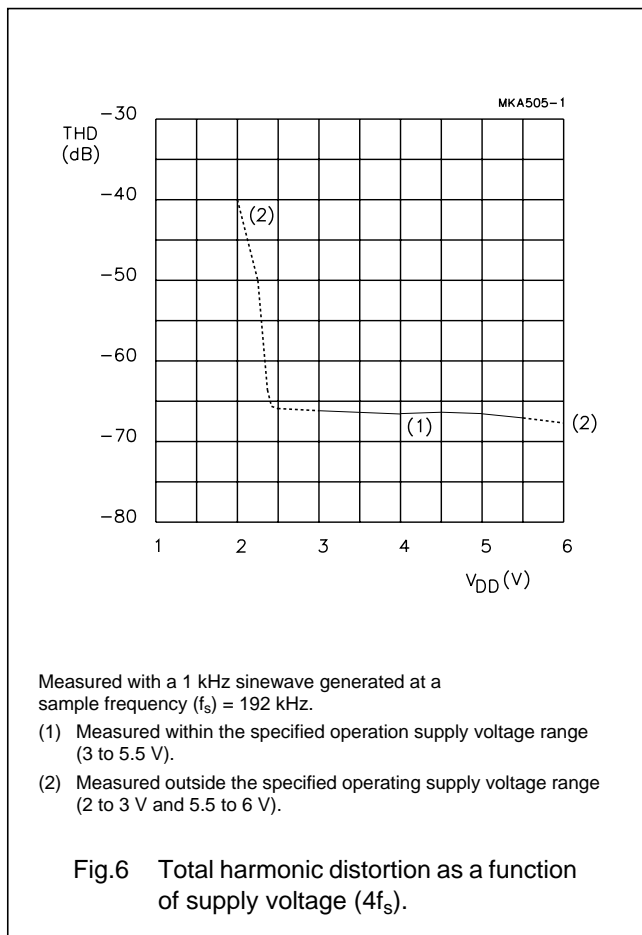 MKA505-1
THD
(dB)
−30
−40
−50
−60
−70
−80
(2)
(1)
(2)
1 2 3 4 5 6
VDD (V)
Measured with a 1 kHz sinewave generated at a
sample frequency (fs) = 192 kHz.
(1) Measured within the specified operation supply voltage range
(3 to 5.5 V).
(2) Measured outside the specified operating supply voltage range
(2 to 3 V and 5.5 to 6 V).
Fig.6 Total harmonic distortion as a function
of supply voltage (4fs).